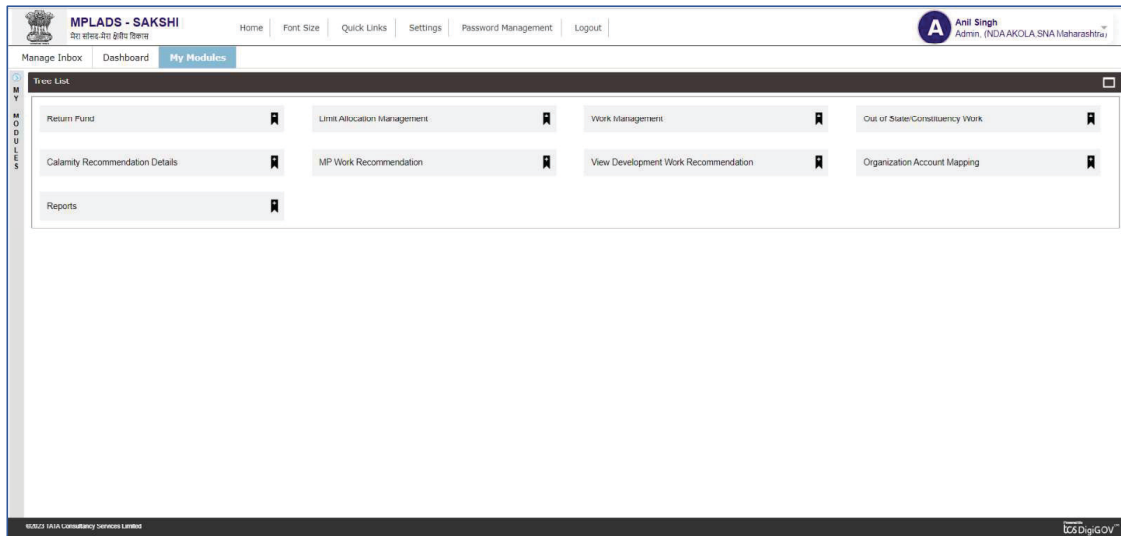 MPLADS - SAKSHI
मेरा सांसद-मेरा क्षेत्रीय विकास
Home Font Size Quick Links Settings Password Management Logout
A
Anil Singh
Admin, (NDA AKOLA,SNA Maharashtra)
Manage Inbox Dashboard My Modules
MY MODULES
Tree List
Return Fund Limit Allocation Management Work Management Out of State/Constituency Work
Calamity Recommendation Details MP Work Recommendation View Development Work Recommendation Organization Account Mapping
Reports
©2023 TATA Consultancy Services Limited
Powered By
tcs DigiGOV™